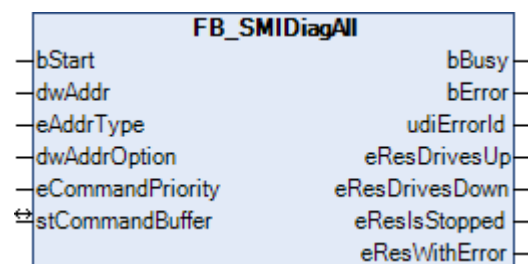 FB_SMIDiagAll
bStart bBusy
dwAddr bError
eAddrType udiErrorId
dwAddrOption eResDrivesUp
eCommandPriority eResDrivesDown
stCommandBuffer eResIsStopped
eResWithError